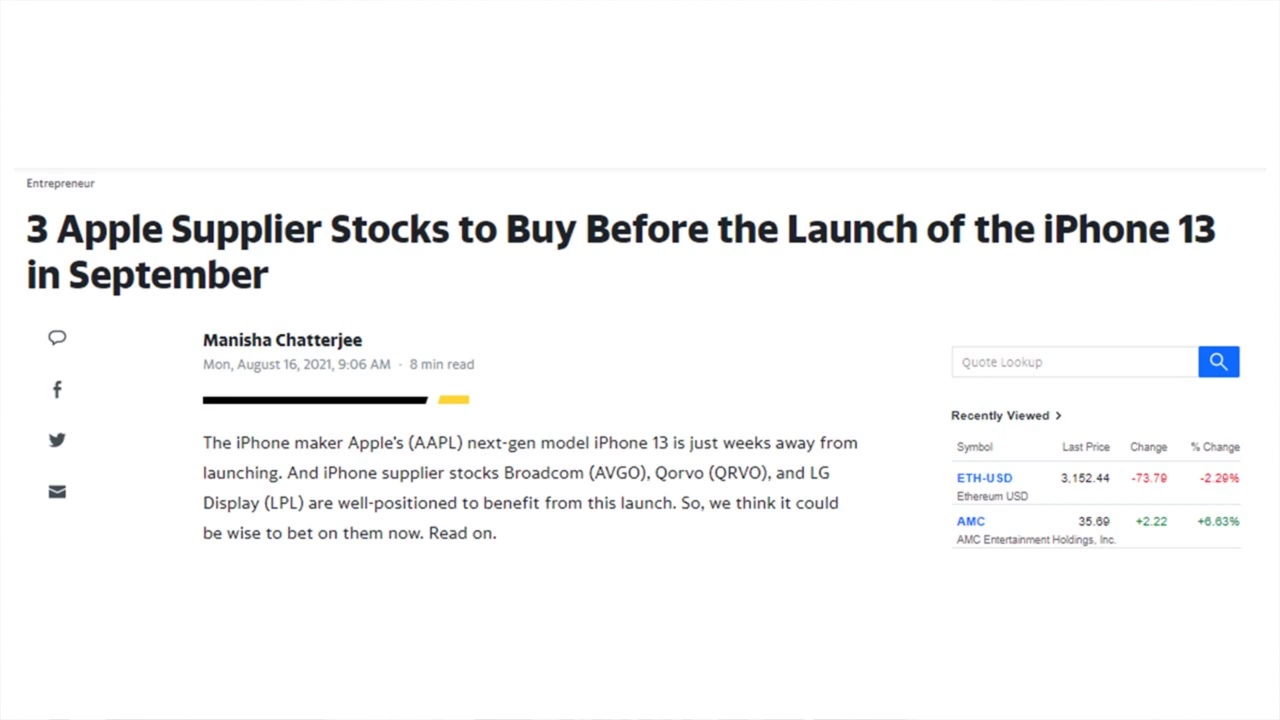 Entrepreneur
3 Apple Supplier Stocks to Buy Before the Launch of the iPhone 13
in September
Manisha Chatterjee
Mon, August 16, 2021, 9:06 AM · 8 min read
The iPhone maker Apple's (AAPL) next-gen model iPhone 13 is just weeks away from
launching. And iPhone supplier stocks Broadcom (AVGO), Qorvo (QRVO), and LG
Display (LPL) are well-positioned to benefit from this launch. So, we think it could
be wise to bet on them now. Read on.
Quote Lookup
Recently Viewed >
Symbol Last Price Change % Change
ETH-USD 3,152.44 -73.79 -2.29%
Ethereum USD
AMC 35.69 +2.22 +6.63%
AMC Entertainment Holdings, Inc.